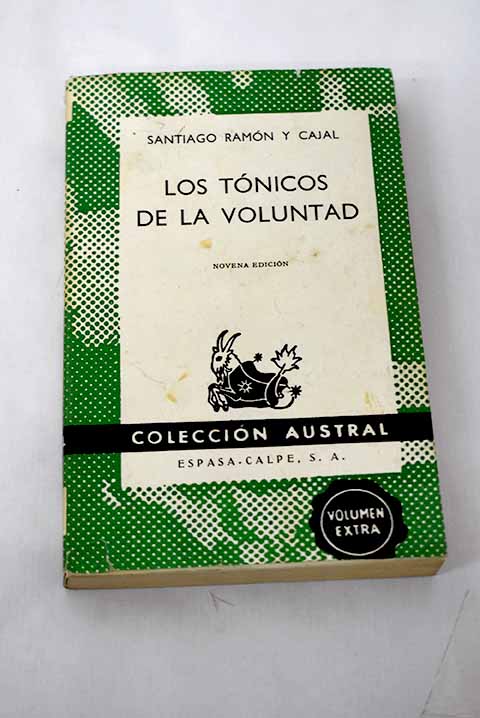 SANTIAGO RAMÓN Y CAJAL
LOS TÓNICOS
DE LA VOLUNTAD
NOVENA EDICIÓN
COLECCIÓN AUSTRAL
ESPASA-CALPE, S. A.
VOLUMEN
EXTRA